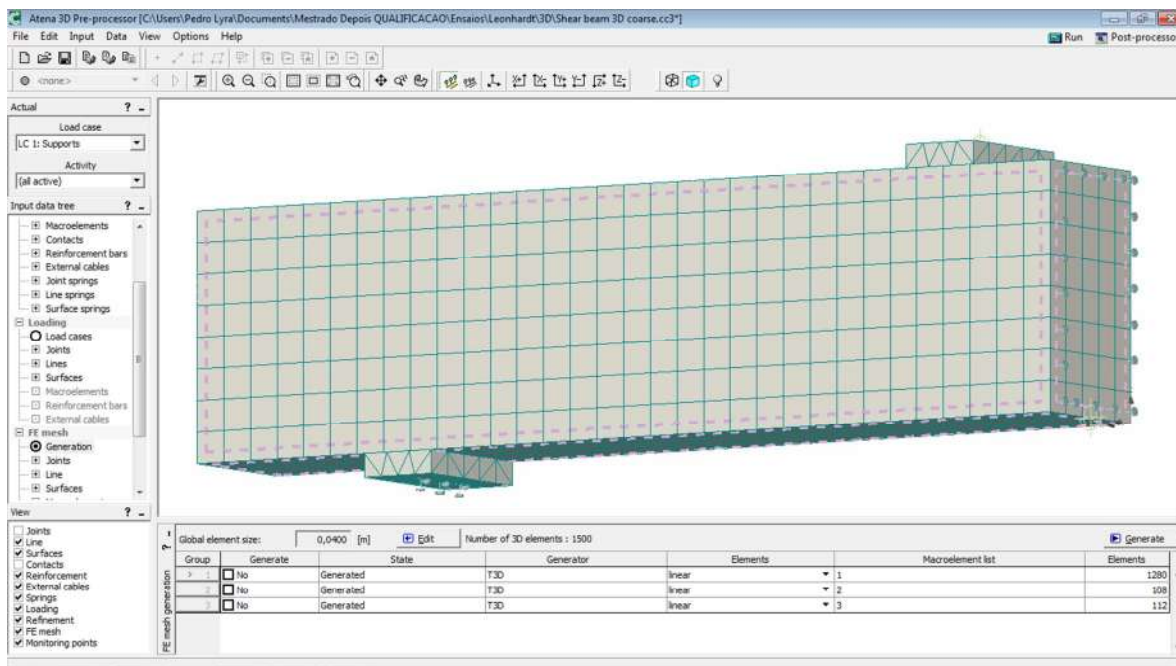 Atena 3D Pre-processor [C:\Users\Pedro Lyra\Documents\Mestrado Depois QUALIFICACAO\Ensaios\Leonhardt\3D\Shear beam 3D coarse.cc3*]
File Edit Input Data View Options Help
Run Post-processo
<none>
Actual ? _
Load case
LC 1: Supports
Activity
(all active)
Input data tree ? _
Macroelements
Contacts
Reinforcement bars
External cables
Joint springs
Line springs
Surface springs
Loading
Load cases
Joints
Lines
Surfaces
Macroelements
Reinforcement bars
External cables
FE mesh
Generation
Joints
Line
Surfaces
View ? _
Joints
Line
Surfaces
Contacts
Reinforcement
External cables
Springs
Loading
Refinement
FE mesh
Monitoring points
FE mesh generation
Global element size: 0,0400 [m] Edit Number of 3D elements : 1500 Generate
Group Generate State Generator Elements Macroelement list Elements
> 1 No Generated T3D linear 1 1280
2 No Generated T3D linear 2 108
3 No Generated T3D linear 3 112